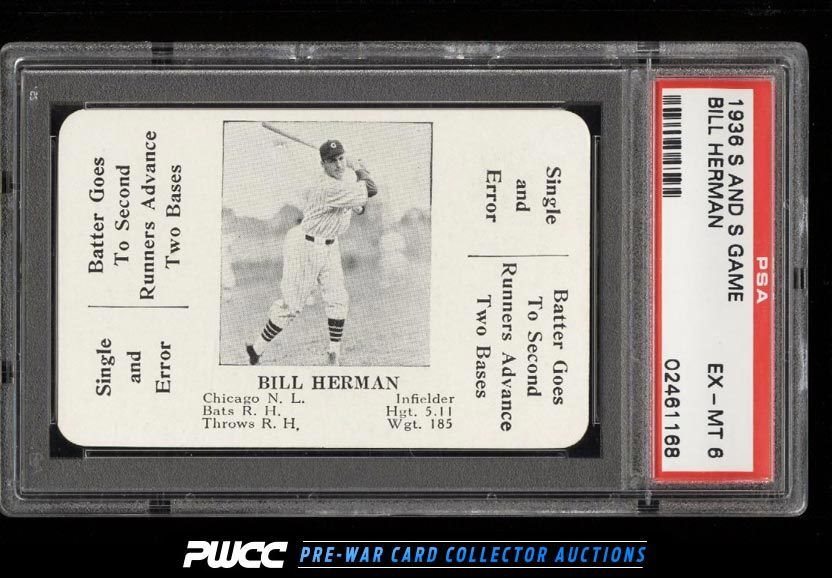 Batter Goes
To Second
Runners Advance
Two Bases
Single
and
Error
Single
and
Error
Batter Goes
To Second
Runners Advance
Two Bases
BILL HERMAN
Chicago N. L. Infielder
Bats R. H. Hgt. 5.11
Throws R. H. Wgt. 185
1936 S AND S GAME
BILL HERMAN
EX - MT 6
02461168
PSA
PWCC PRE-WAR CARD COLLECTOR AUCTIONS